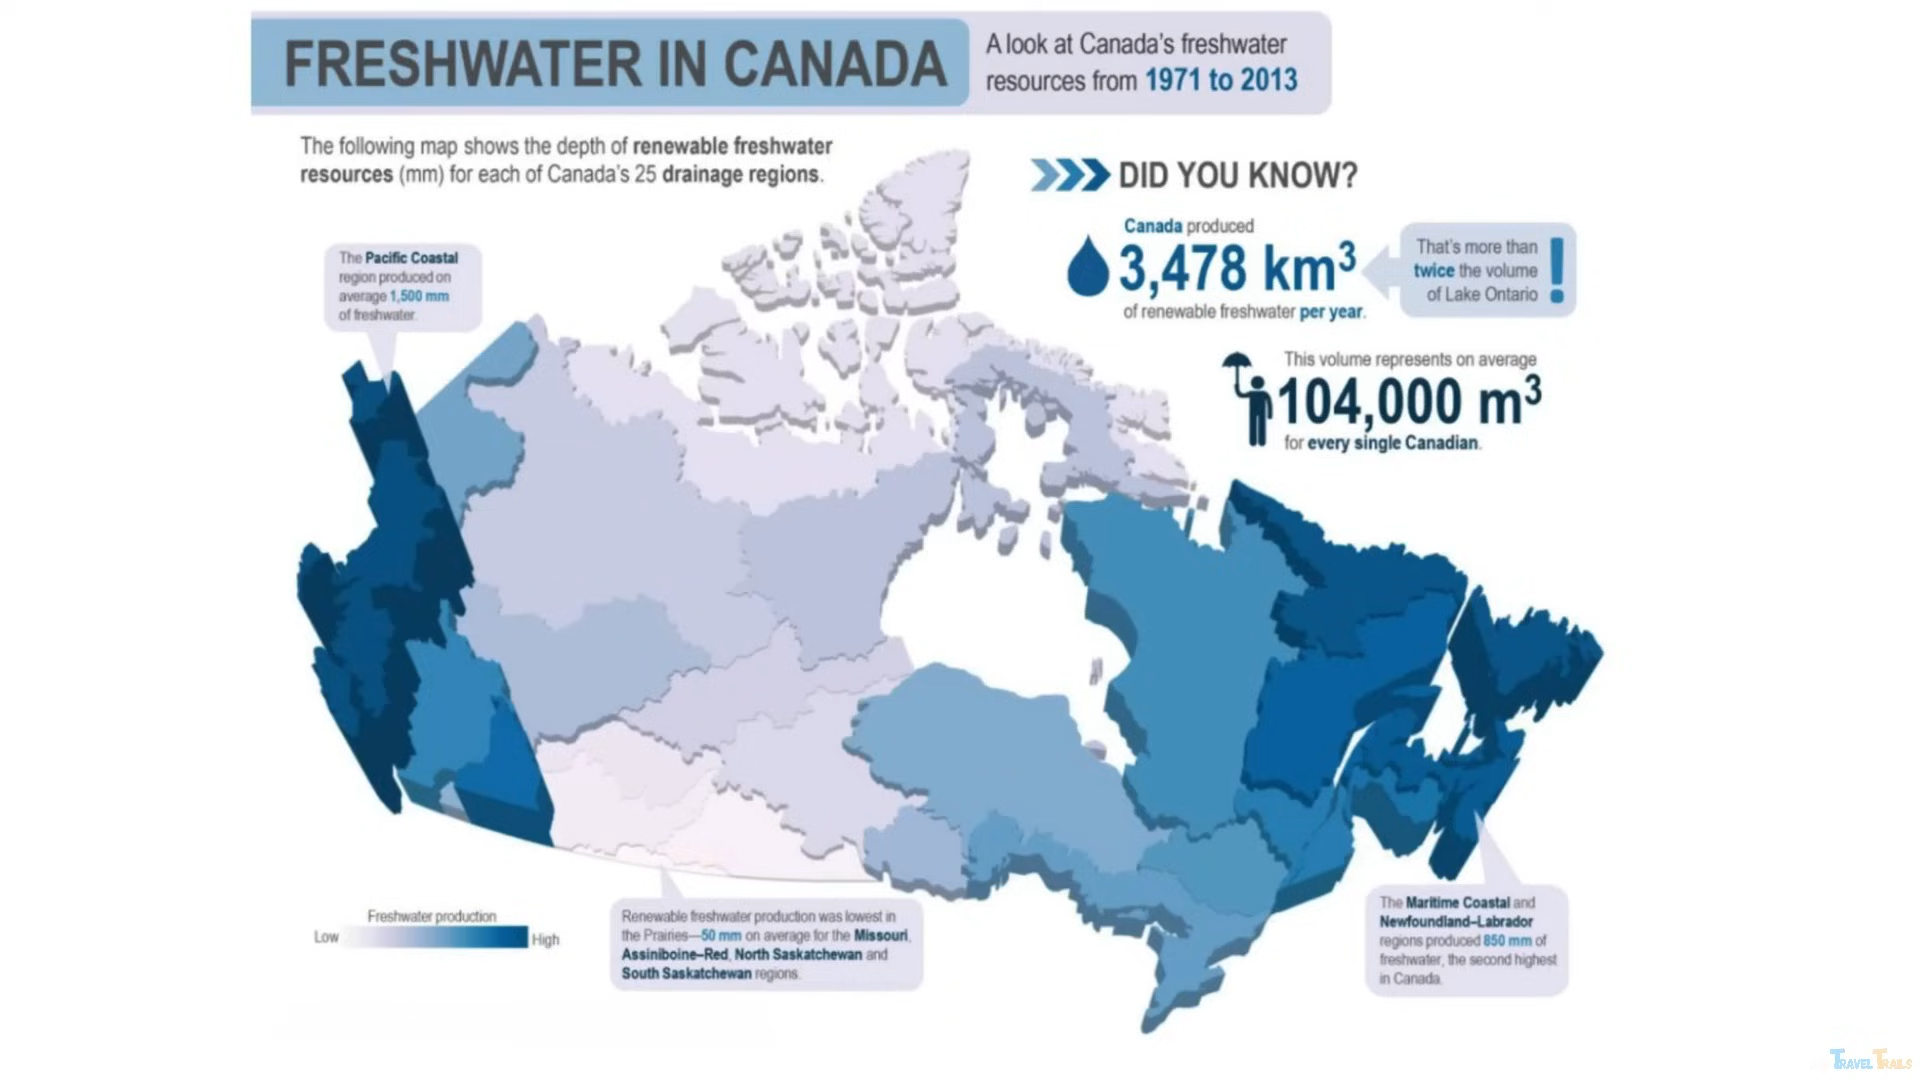 FRESHWATER IN CANADA
A look at Canada's freshwater
resources from 1971 to 2013
The following map shows the depth of renewable freshwater
resources (mm) for each of Canada's 25 drainage regions.
DID YOU KNOW?
Canada produced
3,478 km³
of renewable freshwater per year.
That's more than
twice the volume
of Lake Ontario
!
This volume represents on average
104,000 m³
for every single Canadian.
The Pacific Coastal
region produced on
average 1,500 mm
of freshwater.
Freshwater production
Low
High
Renewable freshwater production was lowest in
the Prairies—50 mm on average for the Missouri,
Assiniboine–Red, North Saskatchewan and
South Saskatchewan regions.
The Maritime Coastal and
Newfoundland–Labrador
regions produced 850 mm of
freshwater, the second highest
in Canada.
TRAVEL TRAILS